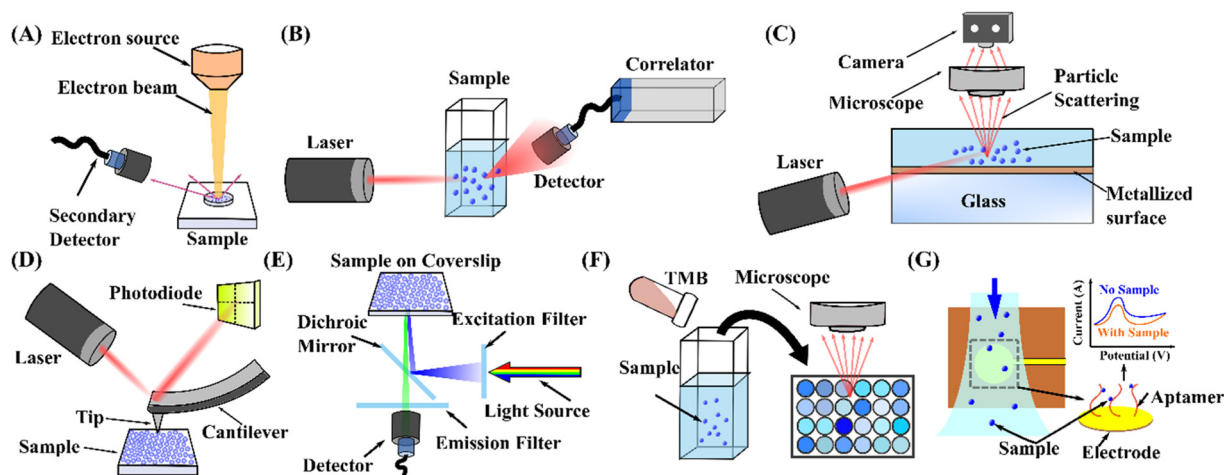 (A)
Electron source
Electron beam
Secondary
Detector
Sample
(B)
Sample
Correlator
Laser
Detector
(C)
Camera
Microscope
Particle
Scattering
Sample
Laser
Glass
Metallized
surface
(D)
Photodiode
Laser
Tip
Sample
Cantilever
(E)
Sample on Coverslip
Dichroic
Mirror
Excitation Filter
Light Source
Emission Filter
Detector
(F)
TMB
Microscope
Sample
(G)
Current (A)
No Sample
With Sample
Potential (V)
Aptamer
Sample
Electrode